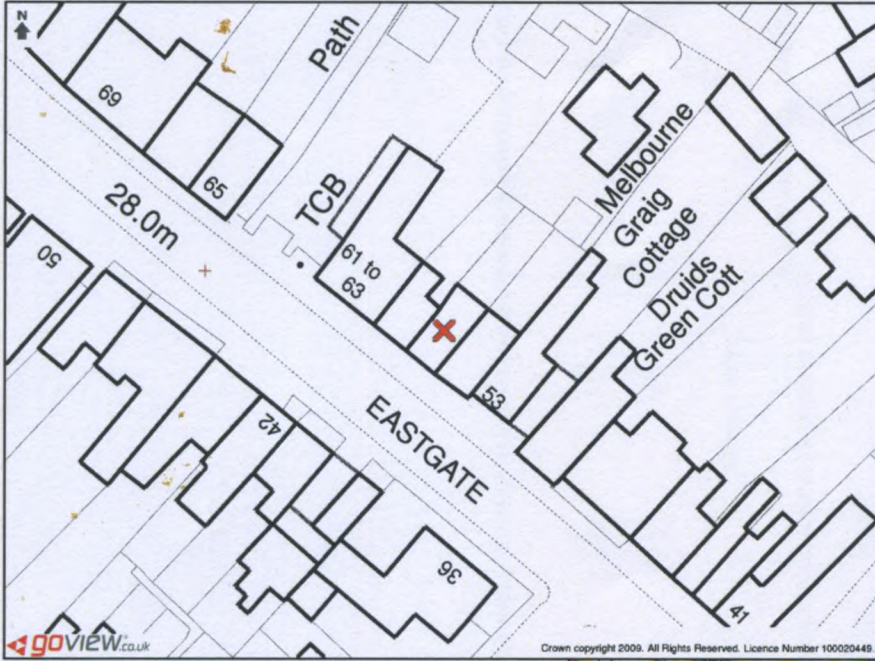 N
69
Path
65
28.0m
TCB
61 to
63
50
Melbourne
Graig
Cottage
Druids
Green Cott
53
42
EASTGATE
36
41
goview.co.uk
Crown copyright 2009. All Rights Reserved. Licence Number 100020449